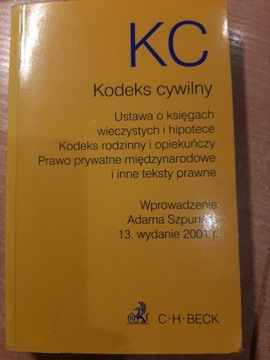 KC
Kodeks cywilny
Ustawa o księgach
wieczystych i hipotece
Kodeks rodzinny i opiekuńczy
Prawo prywatne międzynarodowe
i inne teksty prawne
Wprowadzenie
Adama Szpunara
13. wydanie 2001 r.
C·H·BECK